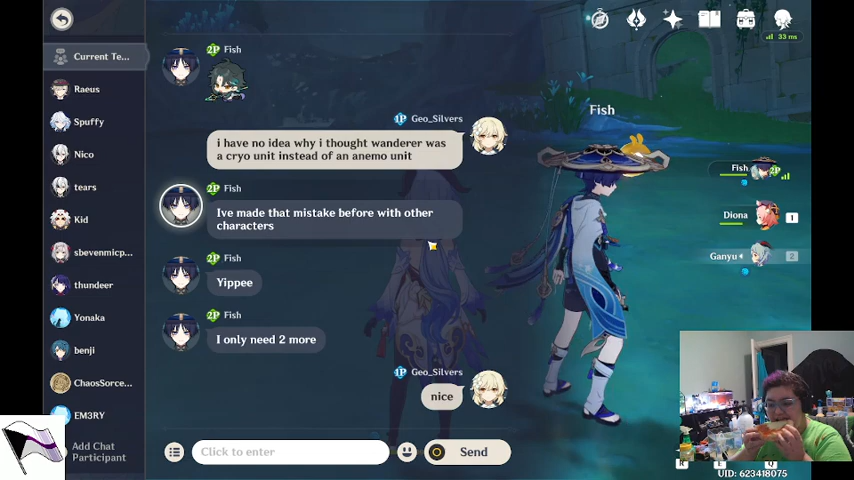 Current Te...
33 ms
Raeus
Spuffy
Nico
tears
Kid
sbevenmicp...
thundeer
Yonaka
benji
ChaosSorce...
EM3RY
Add Chat
Participant
2P Fish
1P Geo_Silvers
i have no idea why i thought wanderer was
a cryo unit instead of an anemo unit
2P Fish
Ive made that mistake before with other
characters
2P Fish
Yippee
2P Fish
I only need 2 more
1P Geo_Silvers
nice
Click to enter
Send
Fish
Fish 2P
Diona 1
Ganyu 2
R E Q
UID: 623418075